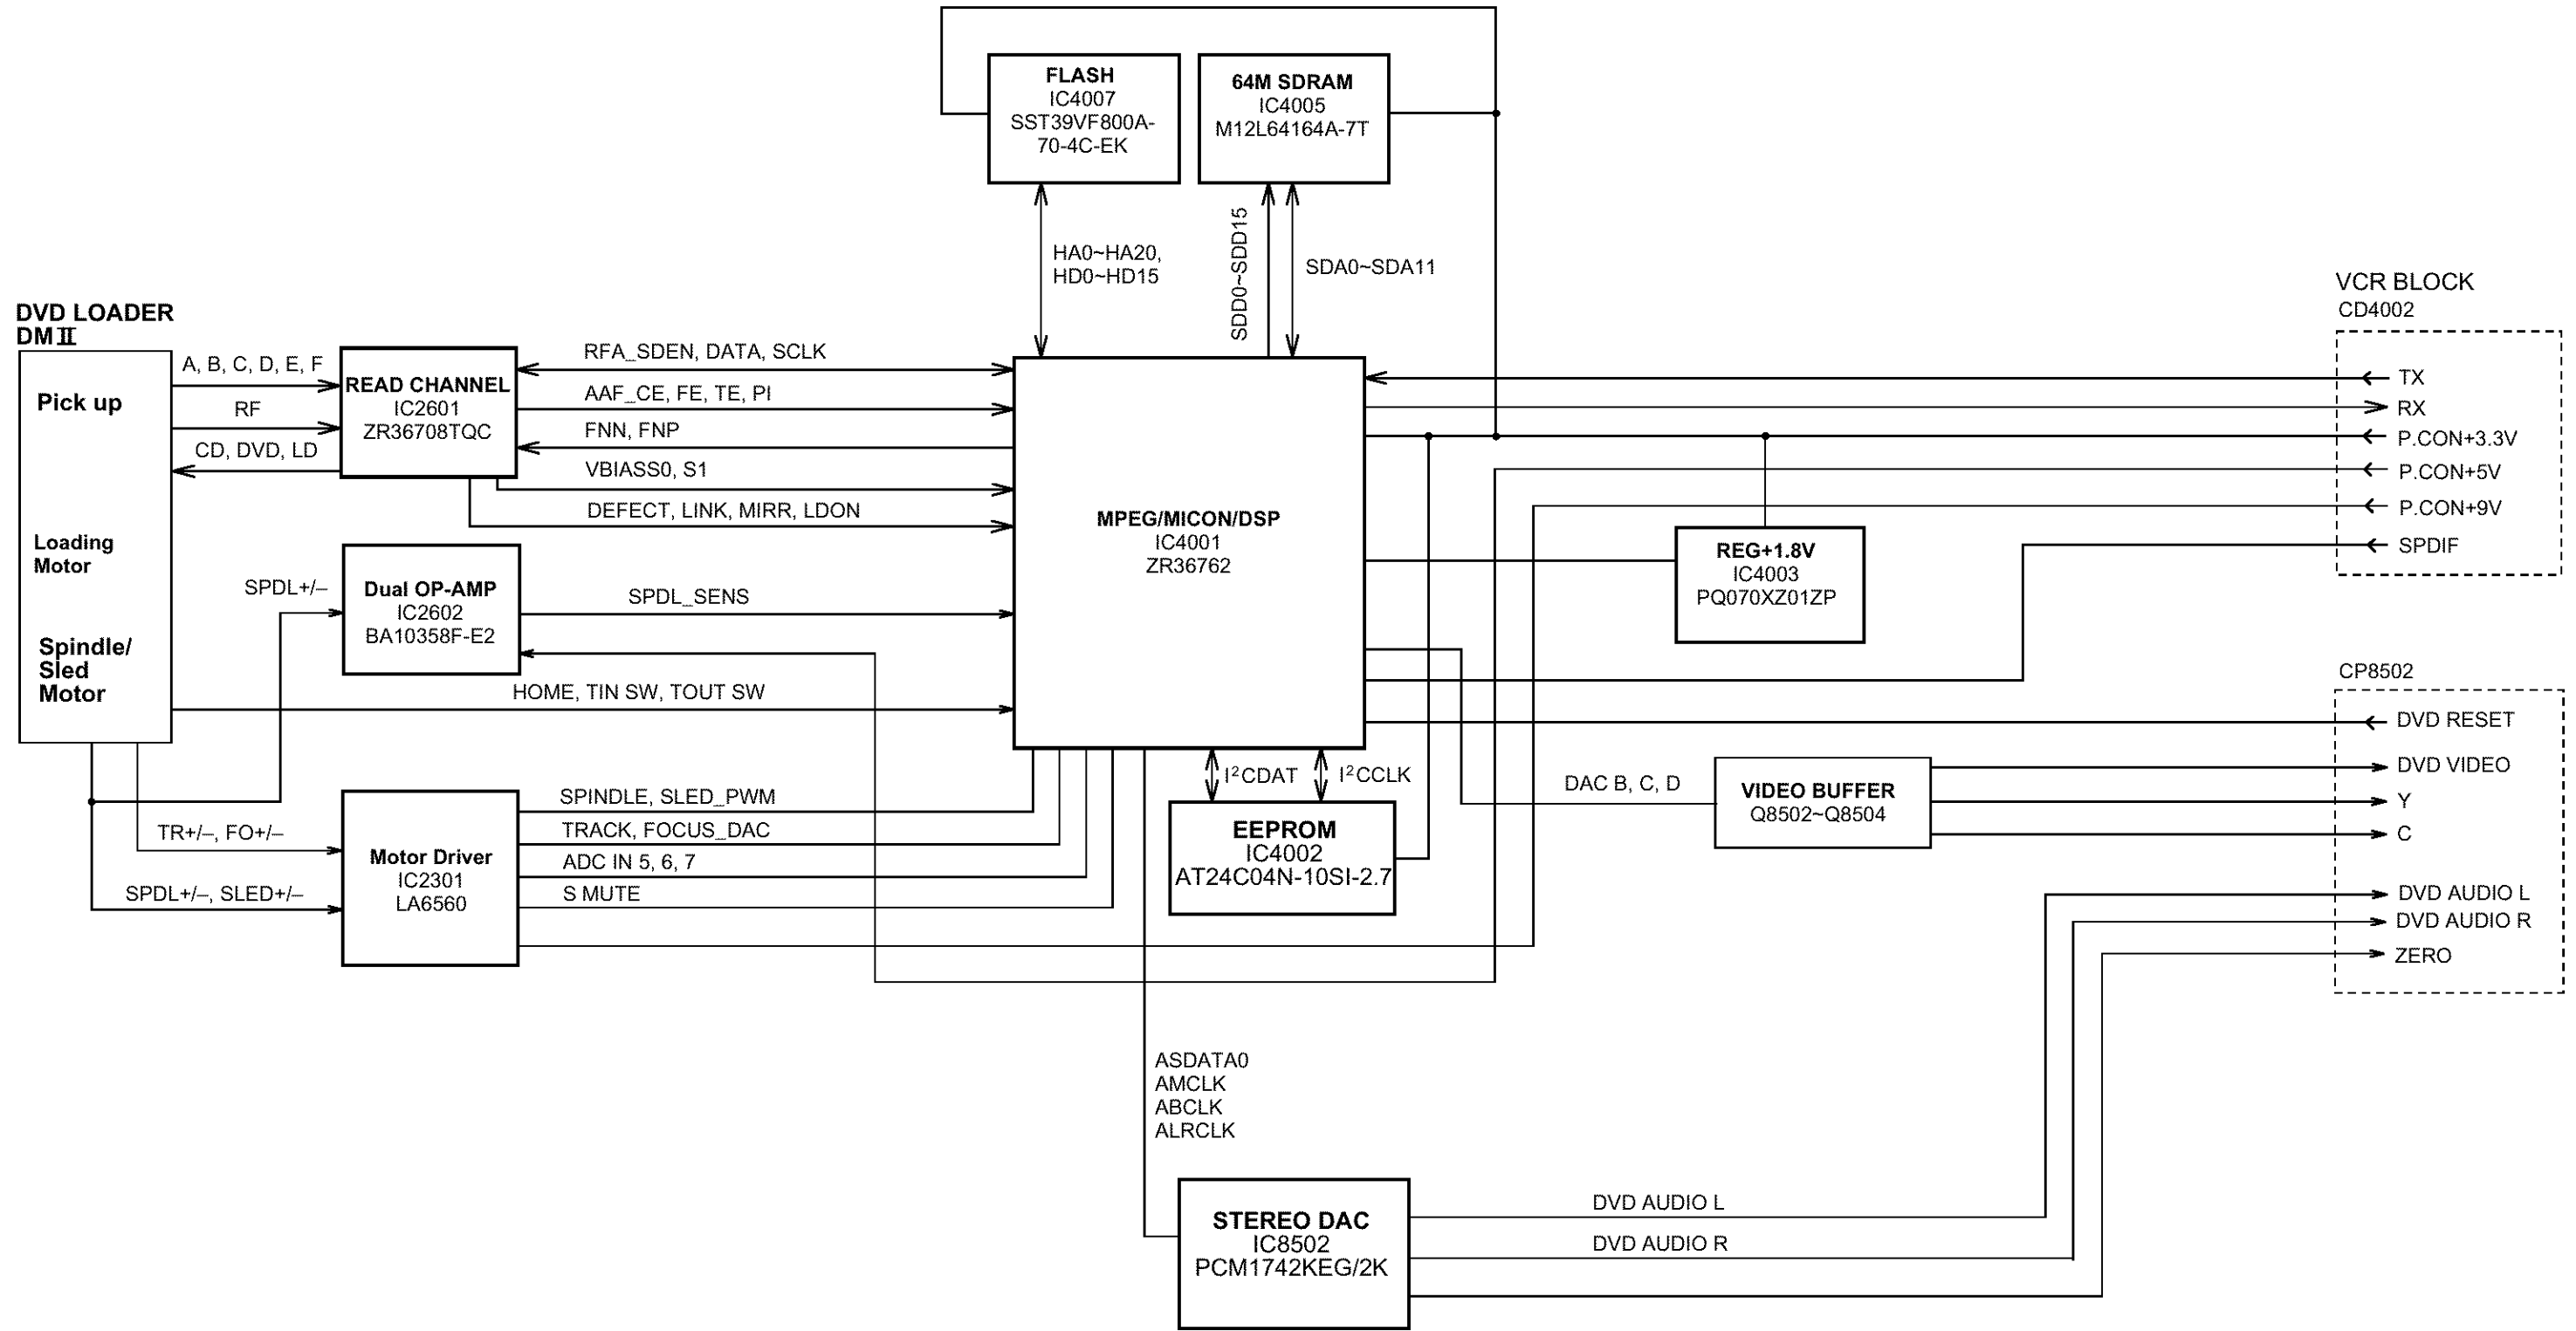 FLASH
IC4007
SST39VF800A-
70-4C-EK
64M SDRAM
IC4005
M12L64164A-7T
HA0~HA20,
HD0~HD15
SDD0~SDD15
SDA0~SDA11
VCR BLOCK
CD4002
TX
RX
P.CON+3.3V
P.CON+5V
P.CON+9V
SPDIF
DVD LOADER
DM II
Pick up
Loading
Motor
Spindle/
Sled
Motor
A, B, C, D, E, F
RF
CD, DVD, LD
READ CHANNEL
IC2601
ZR36708TQC
RFA_SDEN, DATA, SCLK
AAF_CE, FE, TE, PI
FNN, FNP
VBIASS0, S1
DEFECT, LINK, MIRR, LDON
MPEG/MICON/DSP
IC4001
ZR36762
REG+1.8V
IC4003
PQ070XZ01ZP
SPDL+/–
Dual OP-AMP
IC2602
BA10358F-E2
SPDL_SENS
HOME, TIN SW, TOUT SW
CP8502
DVD RESET
DVD VIDEO
Y
C
DVD AUDIO L
DVD AUDIO R
ZERO
I²CDAT
I²CCLK
DAC B, C, D
VIDEO BUFFER
Q8502~Q8504
EEPROM
IC4002
AT24C04N-10SI-2.7
TR+/–, FO+/–
SPDL+/–, SLED+/–
Motor Driver
IC2301
LA6560
SPINDLE, SLED_PWM
TRACK, FOCUS_DAC
ADC IN 5, 6, 7
S MUTE
ASDATA0
AMCLK
ABCLK
ALRCLK
STEREO DAC
IC8502
PCM1742KEG/2K
DVD AUDIO L
DVD AUDIO R